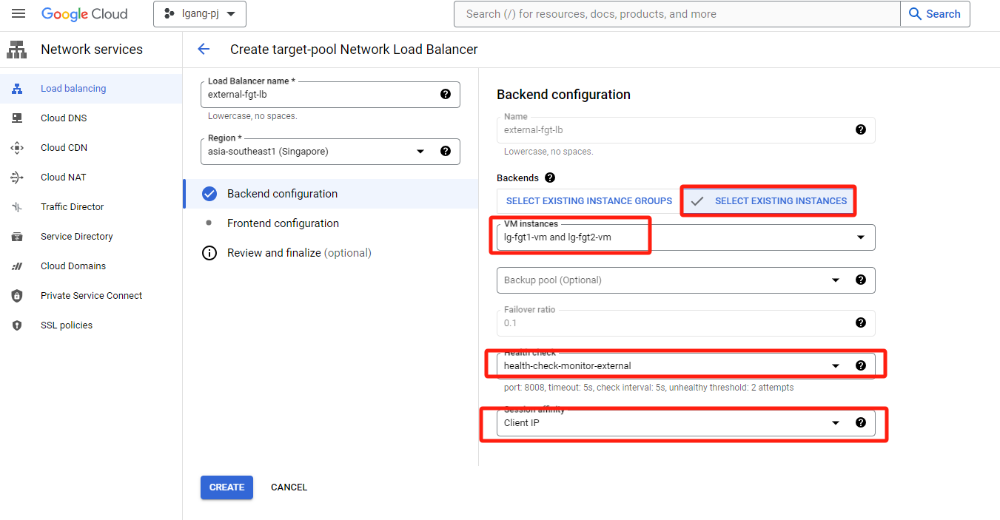 Google Cloud
lgang-pj
Search (/) for resources, docs, products, and more
Search
Network services
Create target-pool Network Load Balancer
Load balancing
Cloud DNS
Cloud CDN
Cloud NAT
Traffic Director
Service Directory
Cloud Domains
Private Service Connect
SSL policies
Load Balancer name *
external-fgt-lb
Lowercase, no spaces.
Region *
asia-southeast1 (Singapore)
Backend configuration
Frontend configuration
Review and finalize (optional)
Backend configuration
Name
external-fgt-lb
Lowercase, no spaces.
Backends
SELECT EXISTING INSTANCE GROUPS
SELECT EXISTING INSTANCES
VM instances
lg-fgt1-vm and lg-fgt2-vm
Backup pool (Optional)
Failover ratio
0.1
Health check
health-check-monitor-external
port: 8008, timeout: 5s, check interval: 5s, unhealthy threshold: 2 attempts
Session affinity
Client IP
CREATE
CANCEL